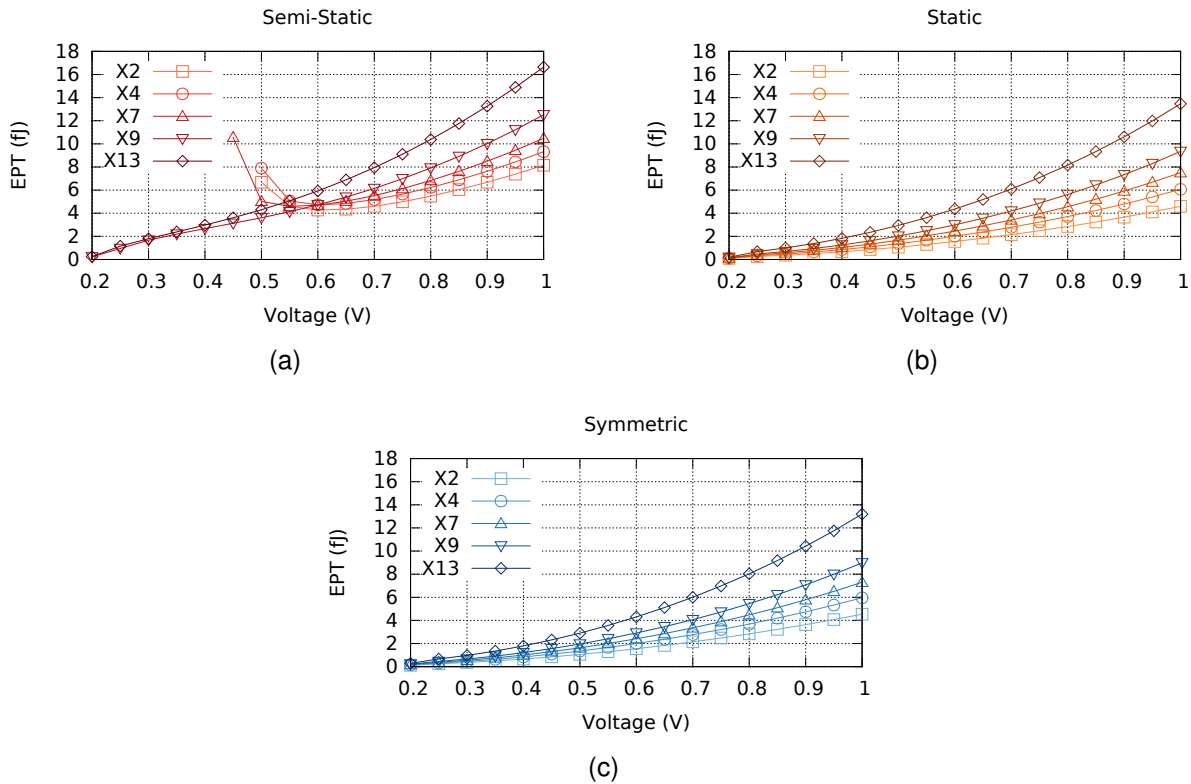 Semi-Static
EPT (fJ)
18
16
14
12
10
8
6
4
2
0
X2
X4
X7
X9
X13
0.2 0.3 0.4 0.5 0.6 0.7 0.8 0.9 1
Voltage (V)
(a)
Static
EPT (fJ)
18
16
14
12
10
8
6
4
2
0
X2
X4
X7
X9
X13
0.2 0.3 0.4 0.5 0.6 0.7 0.8 0.9 1
Voltage (V)
(b)
Symmetric
EPT (fJ)
18
16
14
12
10
8
6
4
2
0
X2
X4
X7
X9
X13
0.2 0.3 0.4 0.5 0.6 0.7 0.8 0.9 1
Voltage (V)
(c)